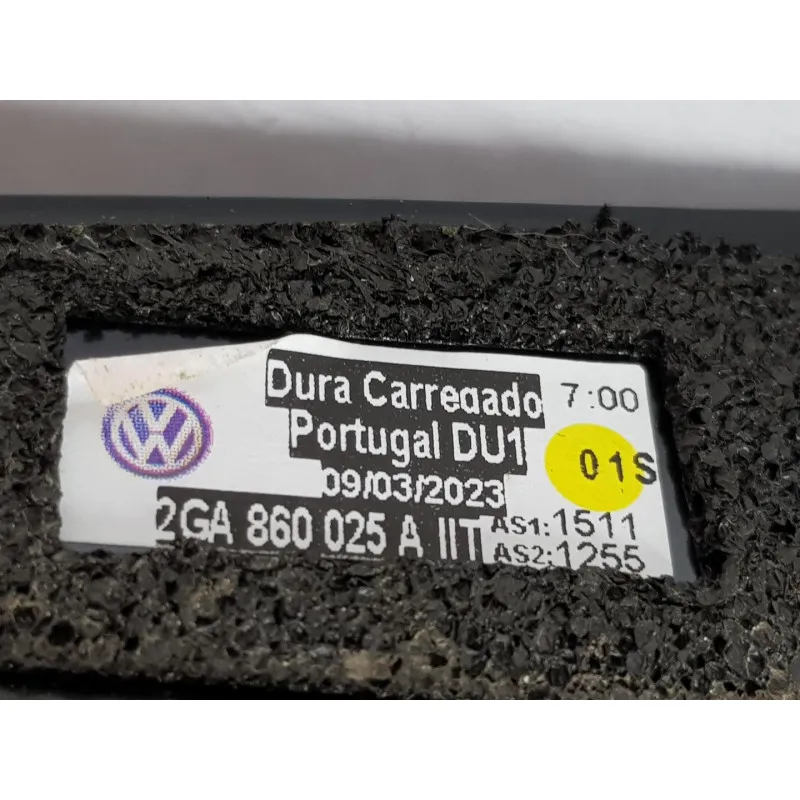 Dura Carregado 7:00
Portugal DU1 01S
09/03/2023
2GA 860 025 A IIT AS1:1511
AS2:1255